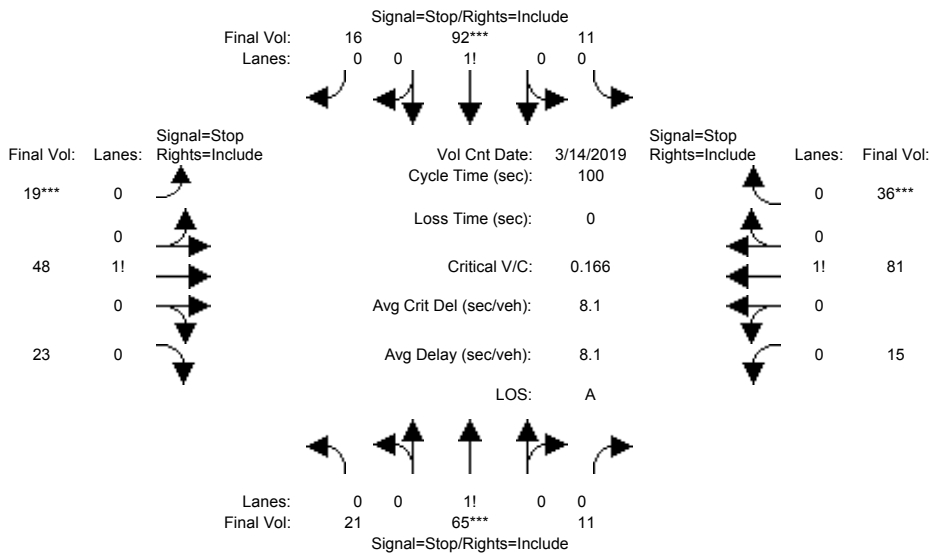 Signal=Stop/Rights=Include
Final Vol: 16 92*** 11
Lanes: 0 0 1! 0 0
Signal=Stop Signal=Stop
Final Vol: Lanes: Rights=Include Vol Cnt Date: 3/14/2019 Rights=Include Lanes: Final Vol:
Cycle Time (sec): 100
19*** 0 0 36***
Loss Time (sec): 0
0 0
48 1! Critical V/C: 0.166 1! 81
0 Avg Crit Del (sec/veh): 8.1 0
23 0 Avg Delay (sec/veh): 8.1 0 15
LOS: A
Lanes: 0 0 1! 0 0
Final Vol: 21 65*** 11
Signal=Stop/Rights=Include